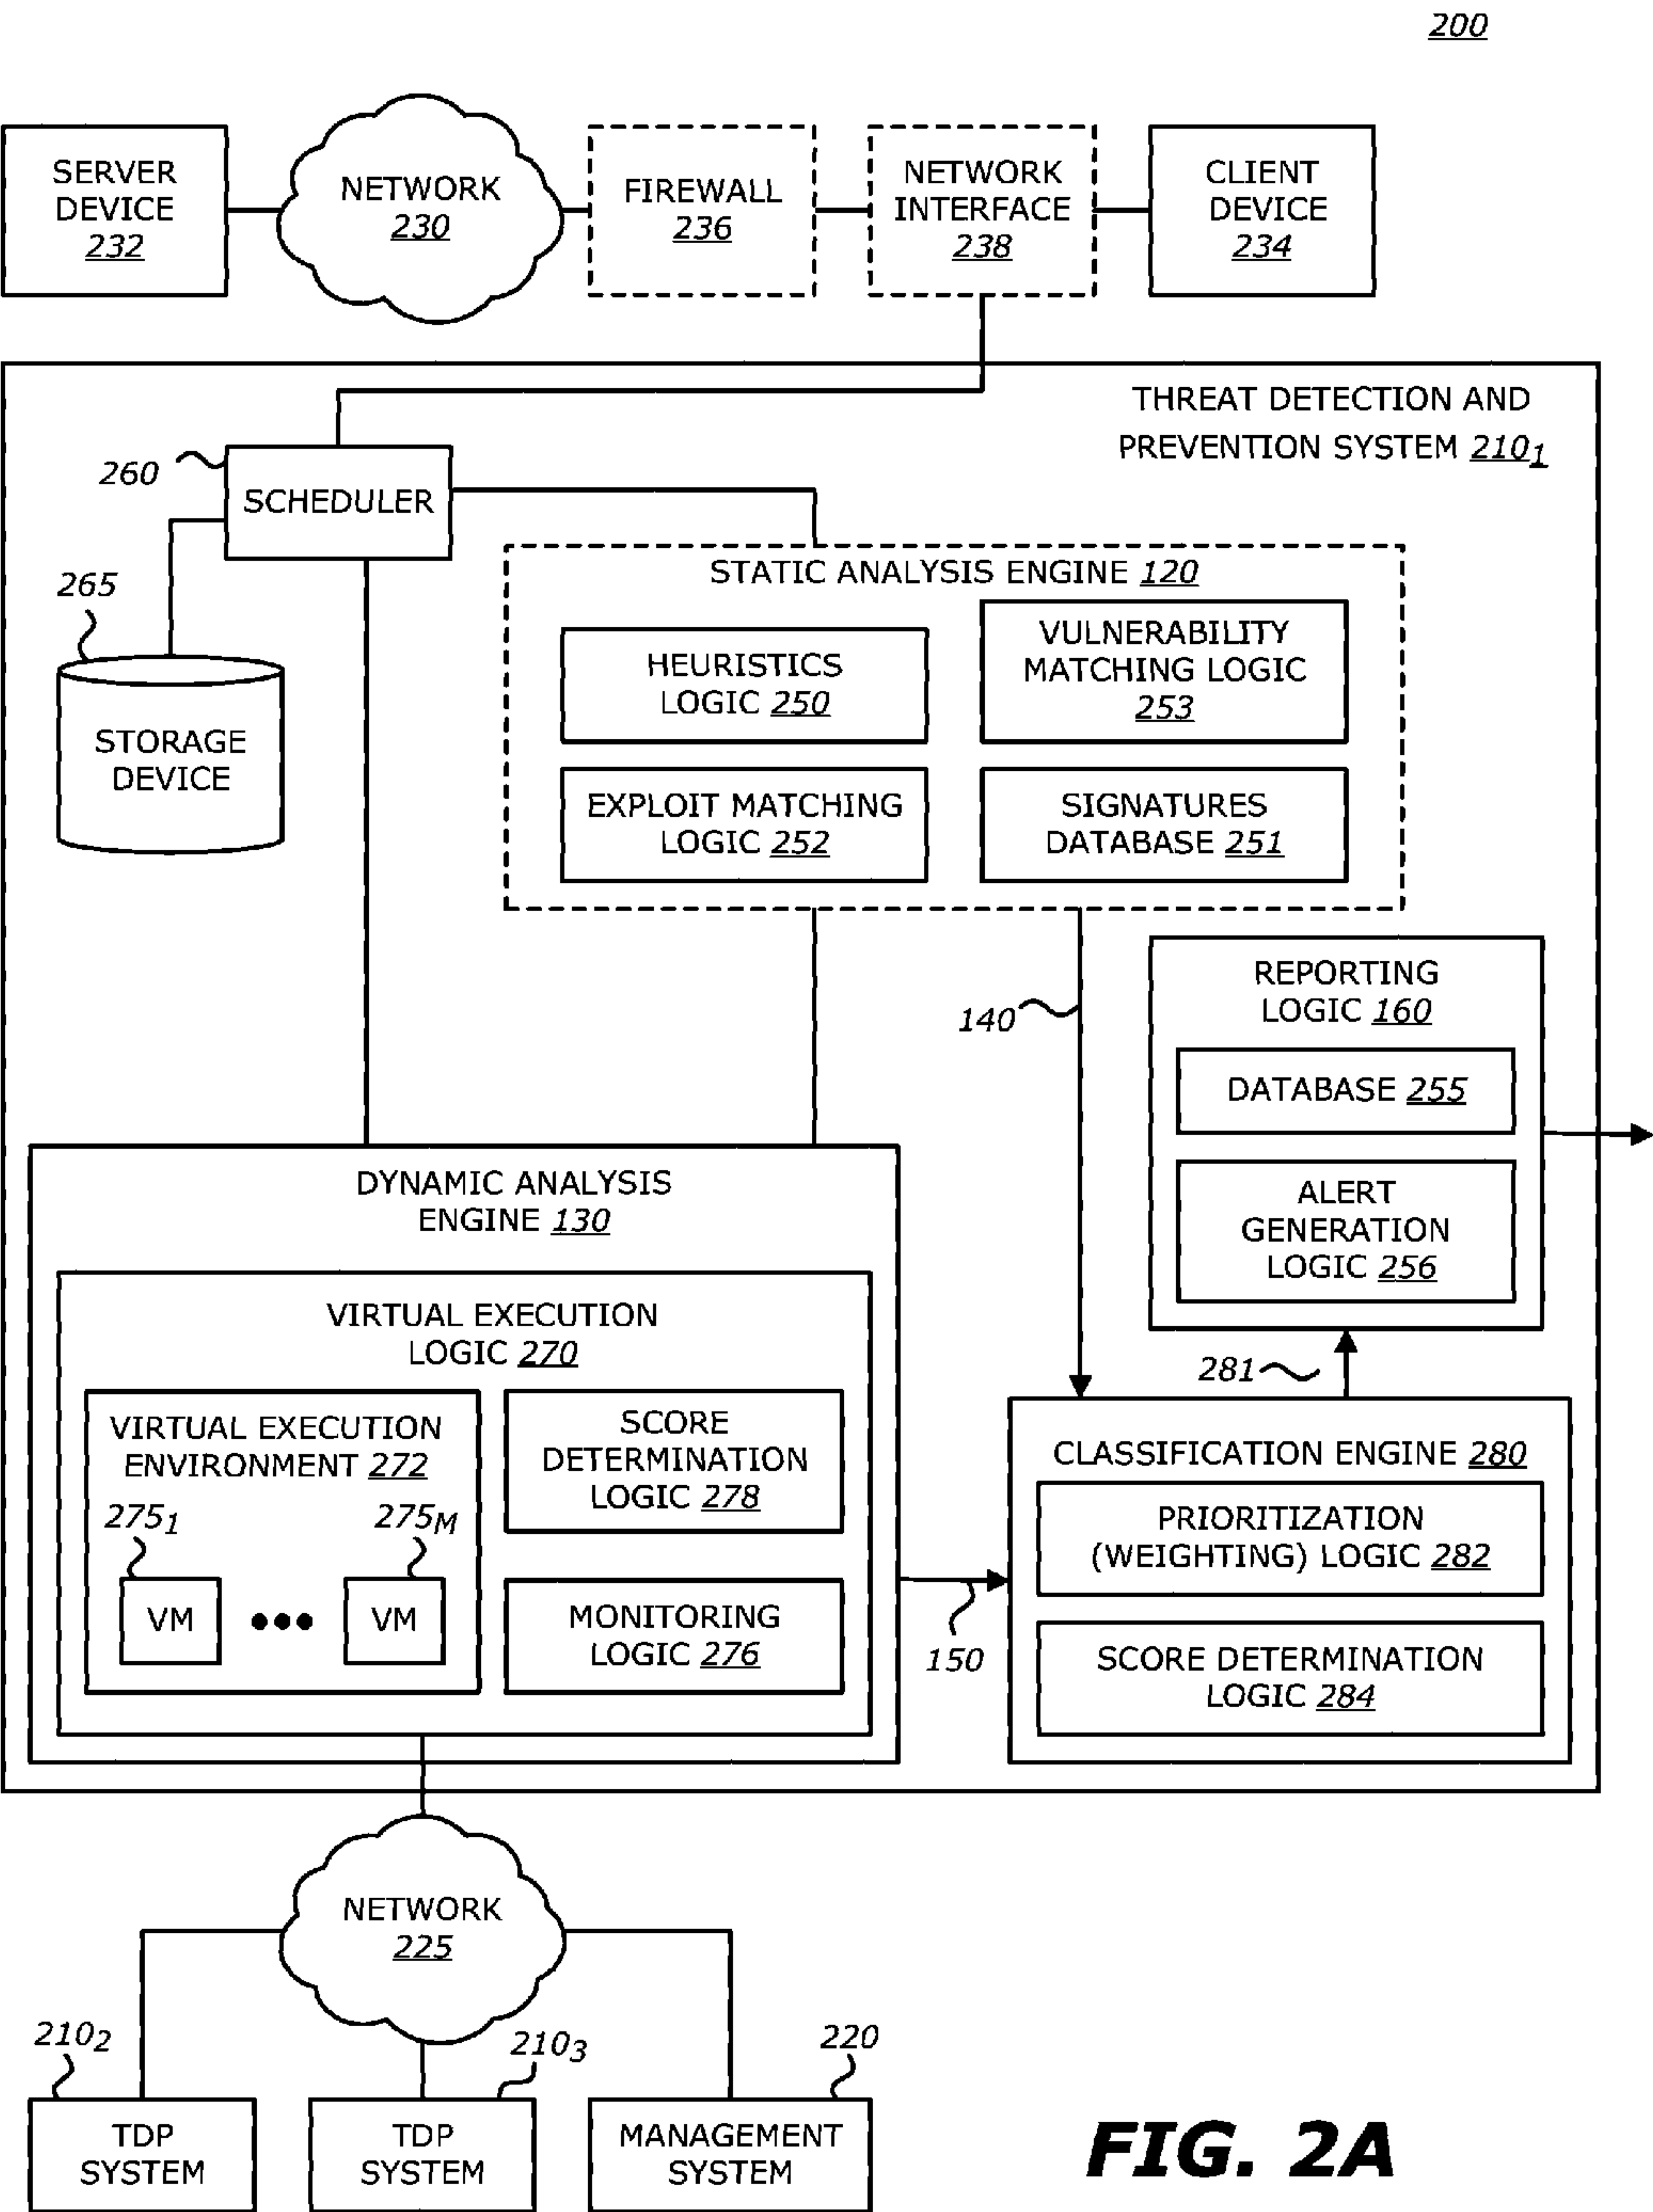 200
SERVER
DEVICE
232
NETWORK
230
FIREWALL
236
NETWORK
INTERFACE
238
CLIENT
DEVICE
234
THREAT DETECTION AND
PREVENTION SYSTEM 210₁
260
SCHEDULER
265
STORAGE
DEVICE
STATIC ANALYSIS ENGINE 120
HEURISTICS
LOGIC 250
VULNERABILITY
MATCHING LOGIC
253
EXPLOIT MATCHING
LOGIC 252
SIGNATURES
DATABASE 251
140
REPORTING
LOGIC 160
DATABASE 255
ALERT
GENERATION
LOGIC 256
281
DYNAMIC ANALYSIS
ENGINE 130
VIRTUAL EXECUTION
LOGIC 270
VIRTUAL EXECUTION
ENVIRONMENT 272
275₁
275M
VM
VM
SCORE
DETERMINATION
LOGIC 278
MONITORING
LOGIC 276
150
CLASSIFICATION ENGINE 280
PRIORITIZATION
(WEIGHTING) LOGIC 282
SCORE DETERMINATION
LOGIC 284
NETWORK
225
210₂
TDP
SYSTEM
210₃
TDP
SYSTEM
220
MANAGEMENT
SYSTEM
FIG. 2A